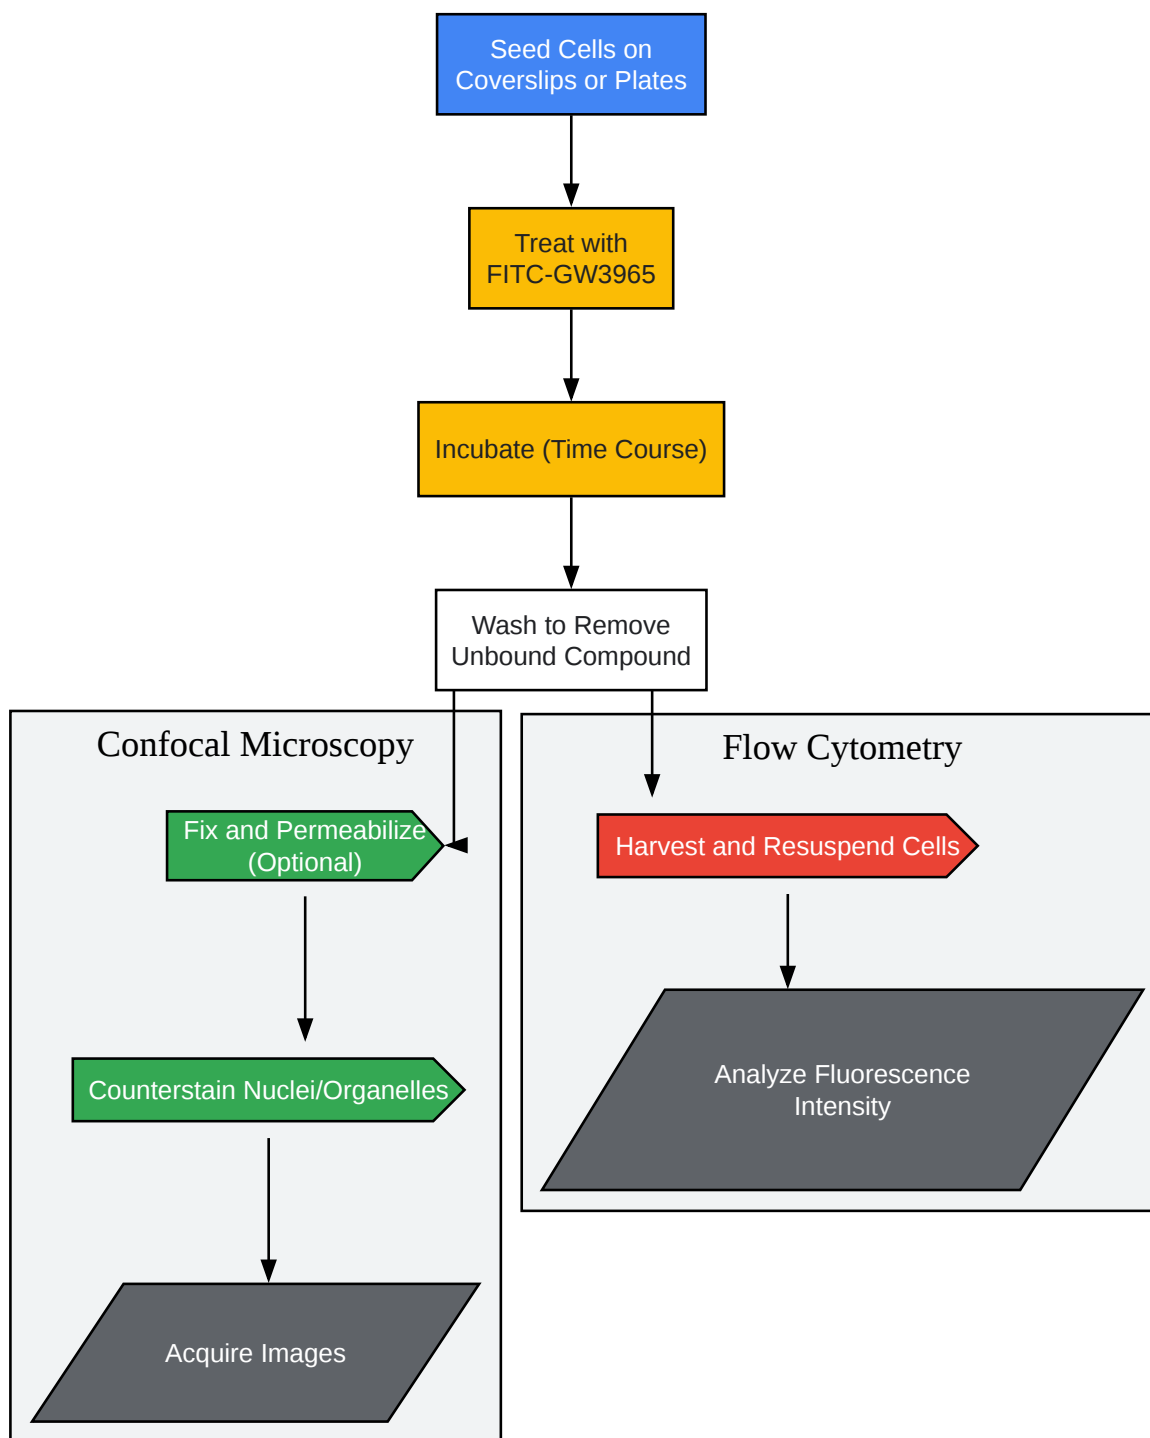 Seed Cells on
Coverslips or Plates
Treat with
FITC-GW3965
Incubate (Time Course)
Wash to Remove
Unbound Compound
Confocal Microscopy
Fix and Permeabilize
(Optional)
Counterstain Nuclei/Organelles
Acquire Images
Flow Cytometry
Harvest and Resuspend Cells
Analyze Fluorescence
Intensity